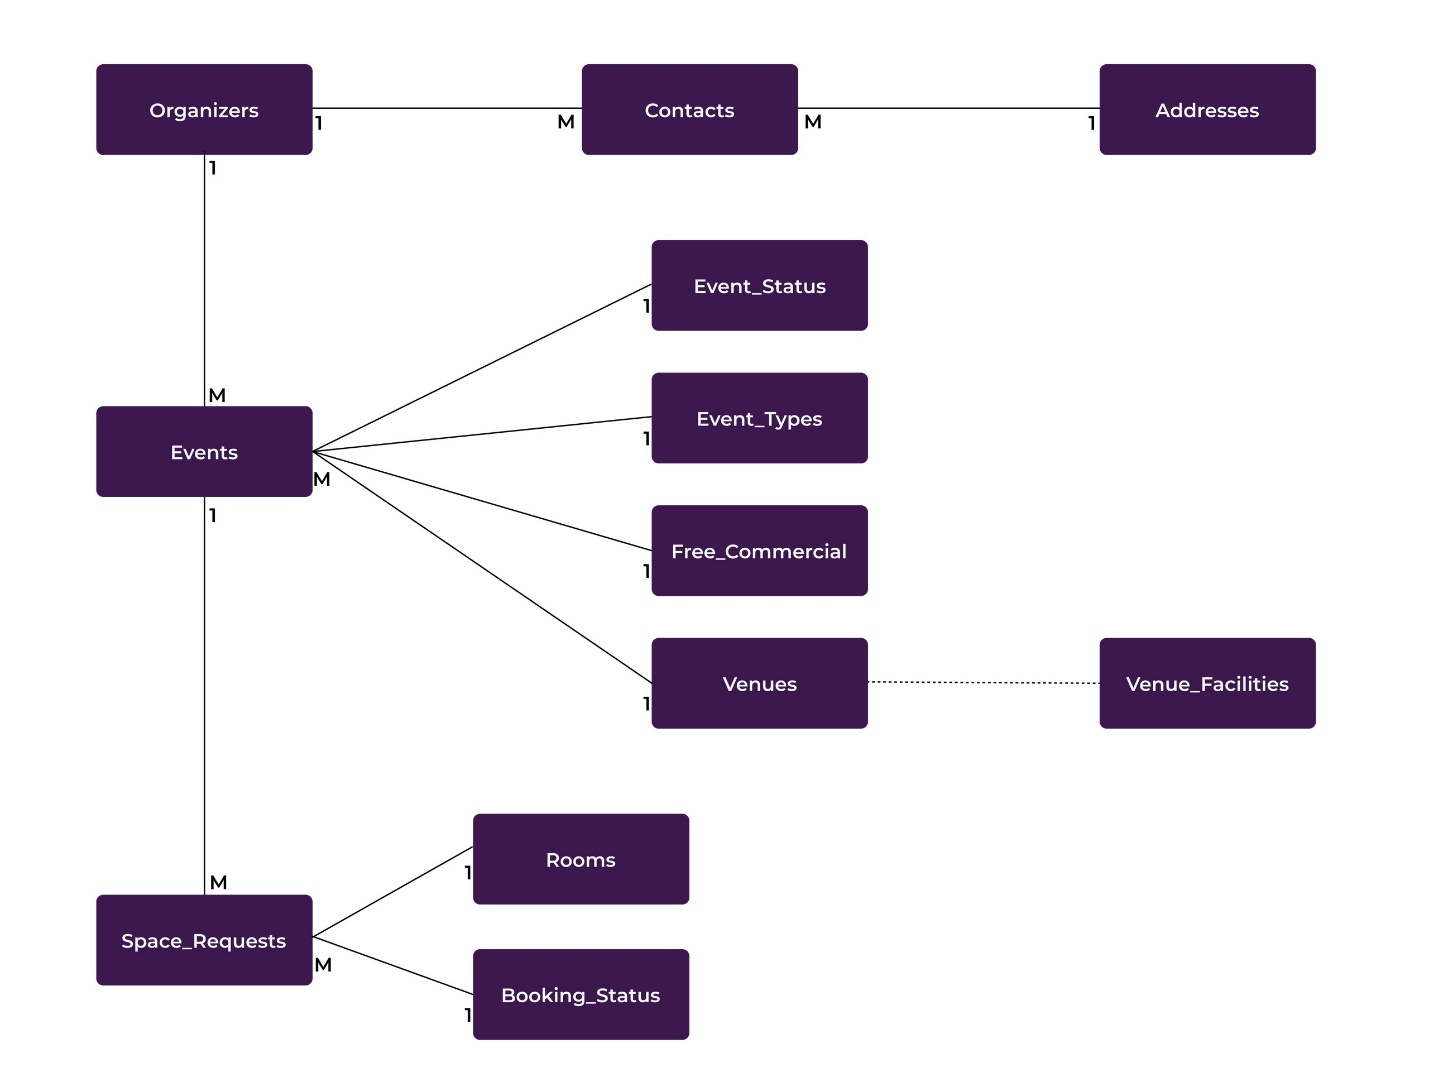 Organizers
1
M
Contacts
M
1
Addresses
1
Event_Status
1
Event_Types
1
M
Events
M
1
Free_Commercial
1
Venues
1
Venue_Facilities
Rooms
1
M
Space_Requests
M
Booking_Status
1